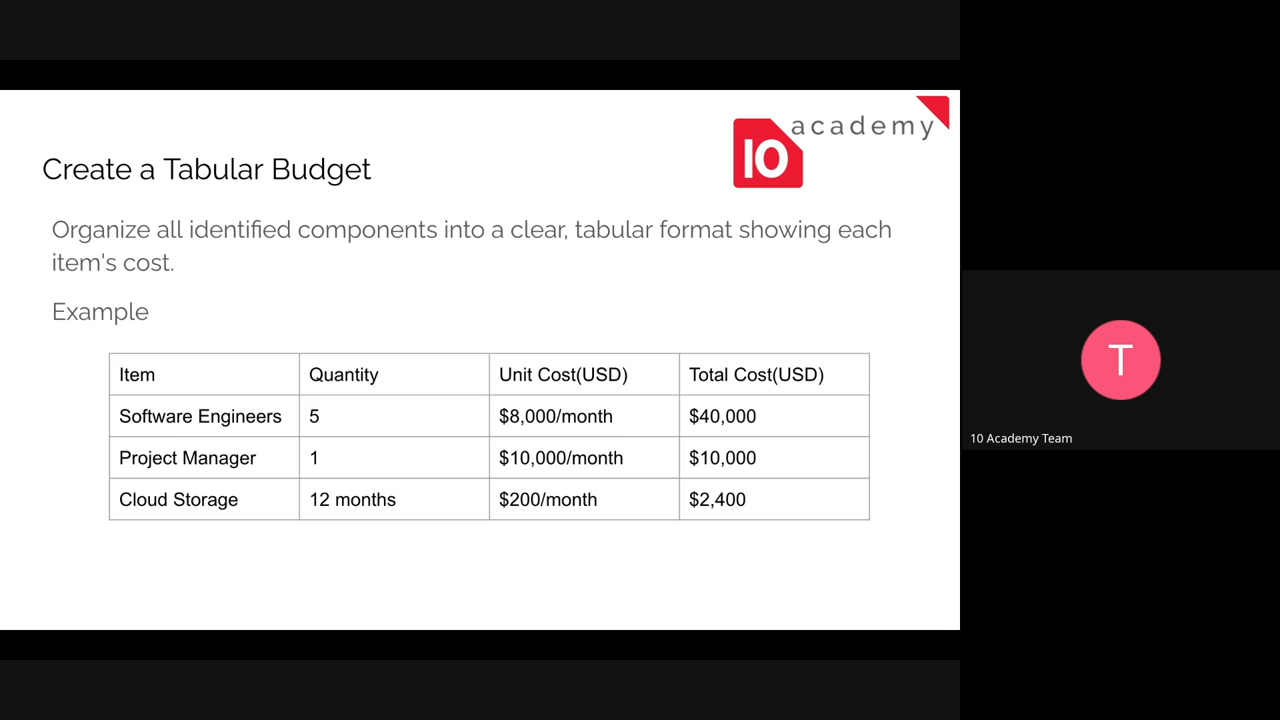 10 academy
Create a Tabular Budget
Organize all identified components into a clear, tabular format showing each
item's cost.
Example
Item Quantity Unit Cost(USD) Total Cost(USD)
Software Engineers 5 $8,000/month $40,000
Project Manager 1 $10,000/month $10,000
Cloud Storage 12 months $200/month $2,400
T
10 Academy Team